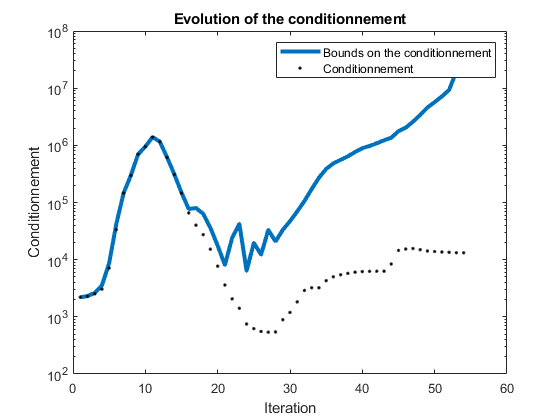 Evolution of the conditionnement
Bounds on the conditionnement
Conditionnement
Conditionnement
10^8
10^7
10^6
10^5
10^4
10^3
10^2
0 10 20 30 40 50 60
Iteration